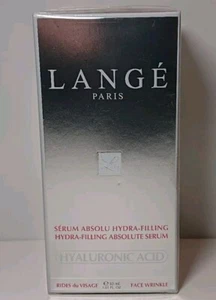 LANGÉ
PARIS
SÉRUM ABSOLU HYDRA-FILLING
HYDRA-FILLING ABSOLUTE SERUM
HYALURONIC ACID
RIDES du VISAGE
FACE WRINKLE